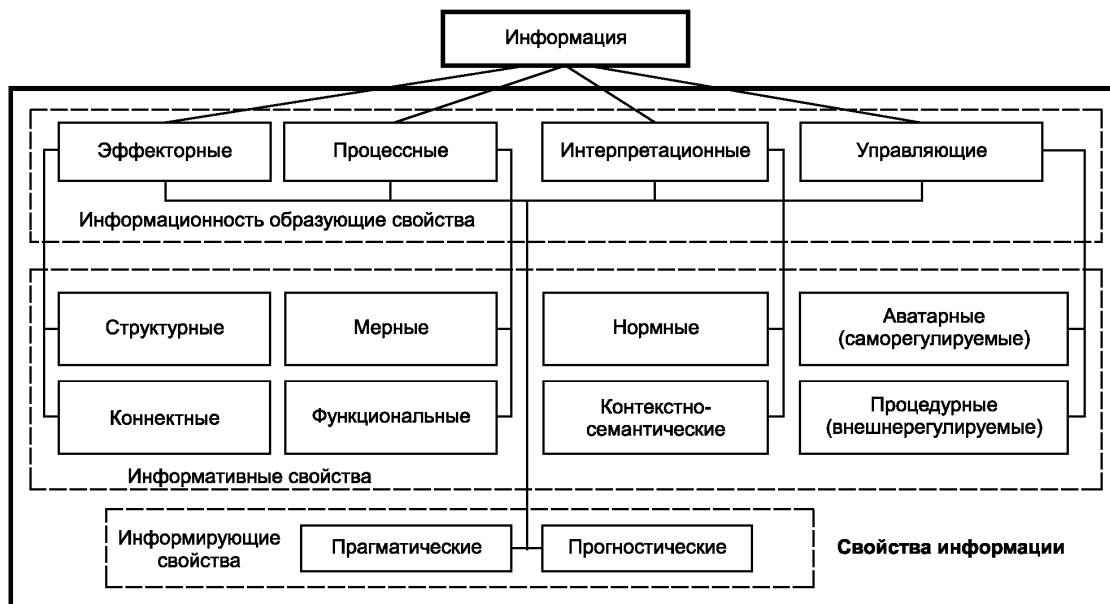 Информация
Эффекторные
Процессные
Интерпретационные
Управляющие
Информационность образующие свойства
Структурные
Мерные
Нормные
Аватарные
(саморегулируемые)
Коннектные
Функциональные
Контекстно-
семантические
Процедурные
(внешнерегулируемые)
Информативные свойства
Информирующие
свойства
Прагматические
Прогностические
Свойства информации